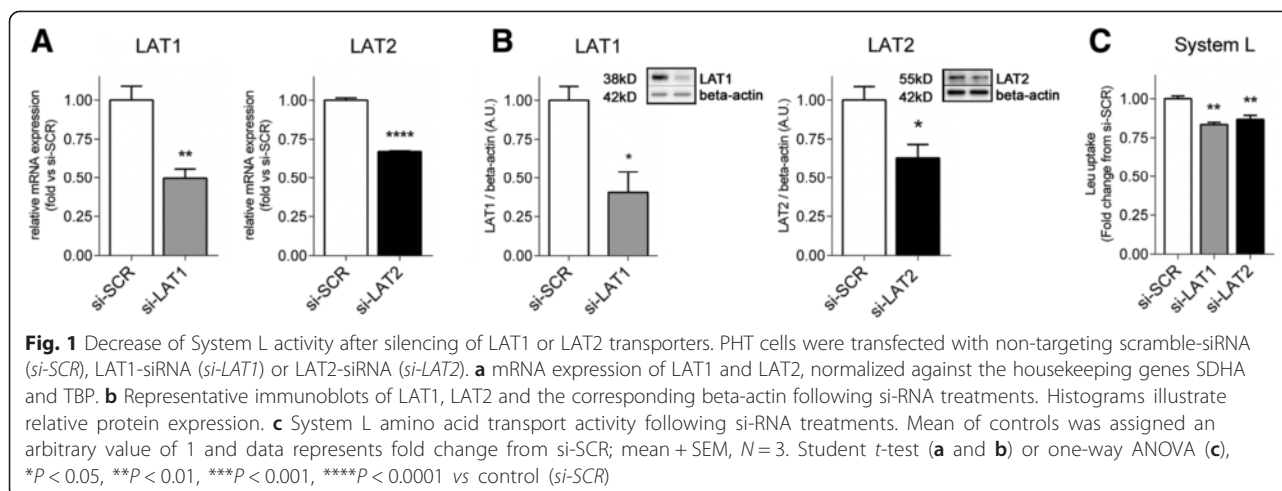 A
LAT1
relative mRNA expression
(fold vs si-SCR)
1.00
0.75
0.50
0.25
0.00
**
si-SCR
si-LAT1
LAT2
relative mRNA expression
(fold vs si-SCR)
1.00
0.75
0.50
0.25
0.00
****
si-SCR
si-LAT2
B
LAT1
38kD
LAT1
42kD
beta-actin
LAT1 / beta-actin (A.U.)
1.00
0.75
0.50
0.25
0.00
*
si-SCR
si-LAT1
LAT2
55kD
LAT2
42kD
beta-actin
LAT2 / beta-actin (A.U.)
1.00
0.75
0.50
0.25
0.00
*
si-SCR
si-LAT2
C
System L
Leu uptake
(Fold change from si-SCR)
1.00
0.75
0.50
0.25
0.00
**
**
si-SCR
si-LAT1
si-LAT2
Fig. 1 Decrease of System L activity after silencing of LAT1 or LAT2 transporters. PHT cells were transfected with non-targeting scramble-siRNA
(si-SCR), LAT1-siRNA (si-LAT1) or LAT2-siRNA (si-LAT2). a mRNA expression of LAT1 and LAT2, normalized against the housekeeping genes SDHA
and TBP. b Representative immunoblots of LAT1, LAT2 and the corresponding beta-actin following si-RNA treatments. Histograms illustrate
relative protein expression. c System L amino acid transport activity following si-RNA treatments. Mean of controls was assigned an
arbitrary value of 1 and data represents fold change from si-SCR; mean + SEM, N = 3. Student t-test (a and b) or one-way ANOVA (c),
*P < 0.05, **P < 0.01, ***P < 0.001, ****P < 0.0001 vs control (si-SCR)